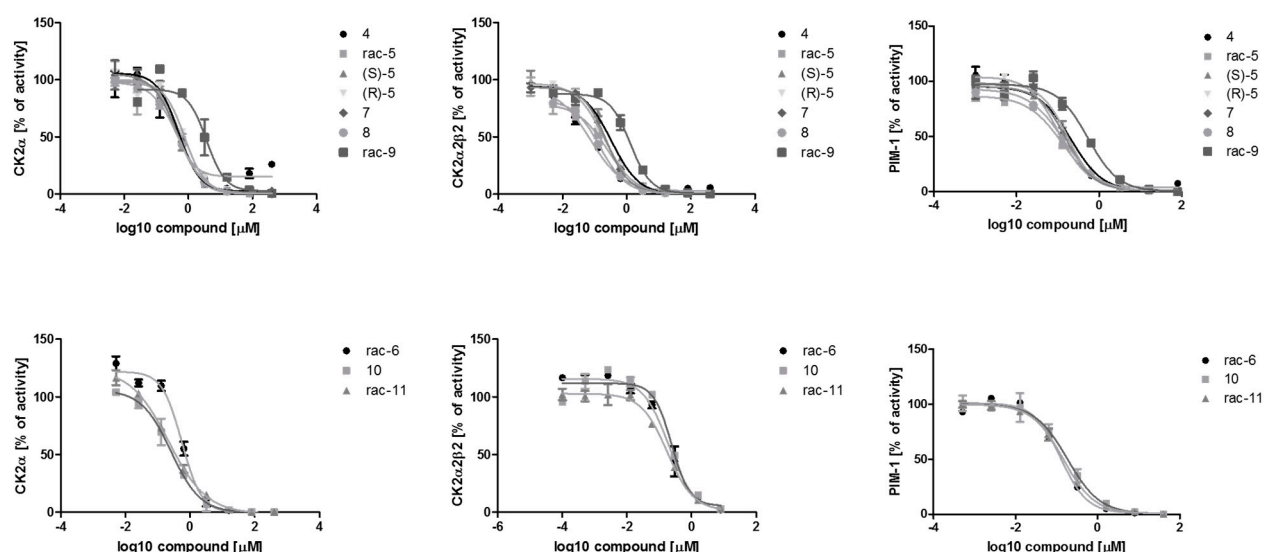 150
100
50
0
CK2α [% of activity]
-4 -2 0 2 4
log10 compound [µM]
4
rac-5
(S)-5
(R)-5
7
8
rac-9
150
100
50
0
CK2α2β2 [% of activity]
-4 -2 0 2 4
log10 compound [µM]
4
rac-5
(S)-5
(R)-5
7
8
rac-9
150
100
50
0
PIM-1 [% of activity]
-4 -2 0 2
log10 compound [µM]
4
rac-5
(S)-5
(R)-5
7
8
rac-9
150
100
50
0
CK2α [% of activity]
-4 -2 0 2 4
log10 compound [µM]
rac-6
10
rac-11
150
100
50
0
CK2α2β2 [% of activity]
-6 -4 -2 0 2
log10 compound [µM]
rac-6
10
rac-11
150
100
50
0
PIM-1 [% of activity]
-4 -2 0 2
log10 compound [µM]
rac-6
10
rac-11